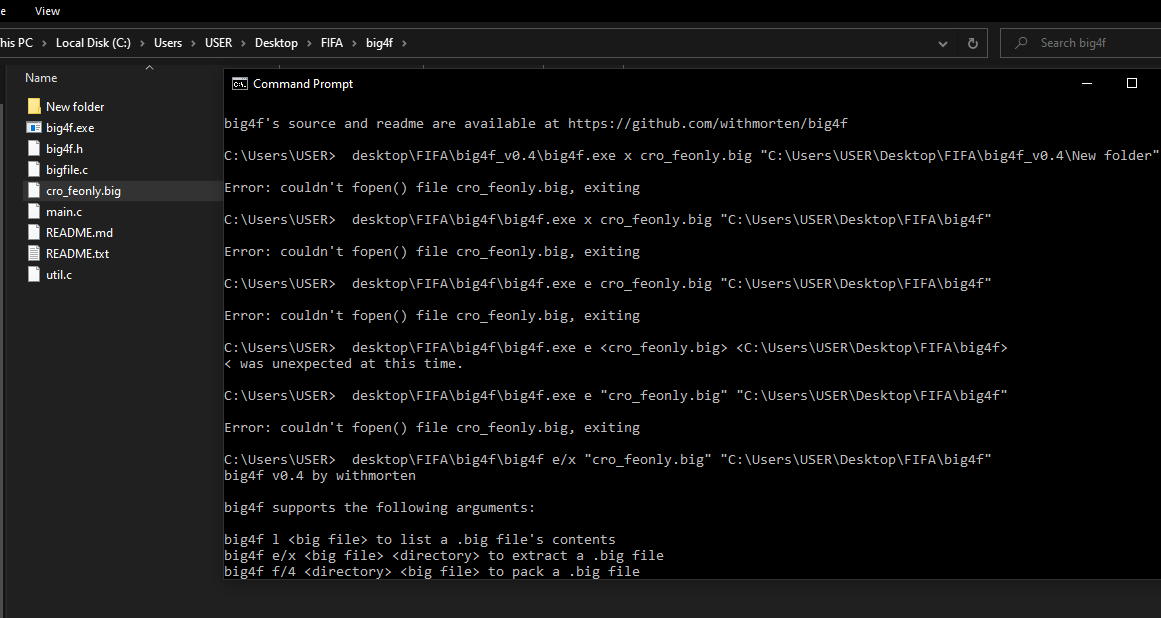 e View
his PC › Local Disk (C:) › Users › USER › Desktop › FIFA › big4f ›
Search big4f
Name
New folder
big4f.exe
big4f.h
bigfile.c
cro_feonly.big
main.c
README.md
README.txt
util.c
Command Prompt
big4f's source and readme are available at https://github.com/withmorten/big4f
C:\Users\USER>  desktop\FIFA\big4f_v0.4\big4f.exe x cro_feonly.big "C:\Users\USER\Desktop\FIFA\big4f_v0.4\New folder"
Error: couldn't fopen() file cro_feonly.big, exiting
C:\Users\USER>  desktop\FIFA\big4f\big4f.exe x cro_feonly.big "C:\Users\USER\Desktop\FIFA\big4f"
Error: couldn't fopen() file cro_feonly.big, exiting
C:\Users\USER>  desktop\FIFA\big4f\big4f.exe e cro_feonly.big "C:\Users\USER\Desktop\FIFA\big4f"
Error: couldn't fopen() file cro_feonly.big, exiting
C:\Users\USER>  desktop\FIFA\big4f\big4f.exe e <cro_feonly.big> <C:\Users\USER\Desktop\FIFA\big4f>
< was unexpected at this time.
C:\Users\USER>  desktop\FIFA\big4f\big4f.exe e "cro_feonly.big" "C:\Users\USER\Desktop\FIFA\big4f"
Error: couldn't fopen() file cro_feonly.big, exiting
C:\Users\USER>  desktop\FIFA\big4f\big4f e/x "cro_feonly.big" "C:\Users\USER\Desktop\FIFA\big4f"
big4f v0.4 by withmorten
big4f supports the following arguments:
big4f l <big file> to list a .big file's contents
big4f e/x <big file> <directory> to extract a .big file
big4f f/4 <directory> <big file> to pack a .big file